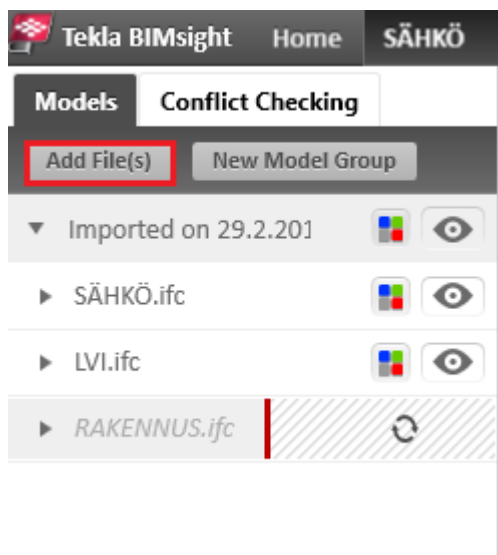 Tekla BIMsight Home SÄHKÖ
Models Conflict Checking
Add File(s) New Model Group
Imported on 29.2.201
SÄHKÖ.ifc
LVI.ifc
RAKENNUS.ifc